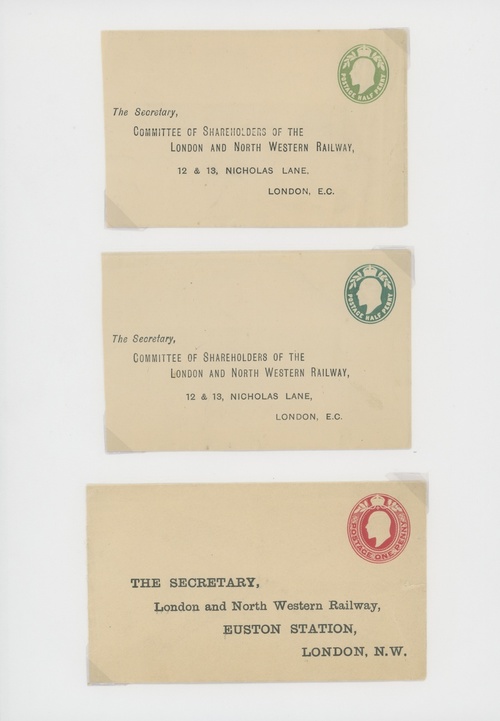 POSTAGE HALF PENNY
The Secretary,
COMMITTEE OF SHAREHOLDERS OF THE
LONDON AND NORTH WESTERN RAILWAY,
12 & 13, NICHOLAS LANE,
LONDON, E.C.
POSTAGE HALF PENNY
The Secretary,
COMMITTEE OF SHAREHOLDERS OF THE
LONDON AND NORTH WESTERN RAILWAY,
12 & 13, NICHOLAS LANE,
LONDON, E.C.
POSTAGE ONE PENNY
THE SECRETARY,
London and North Western Railway,
EUSTON STATION,
LONDON, N.W.